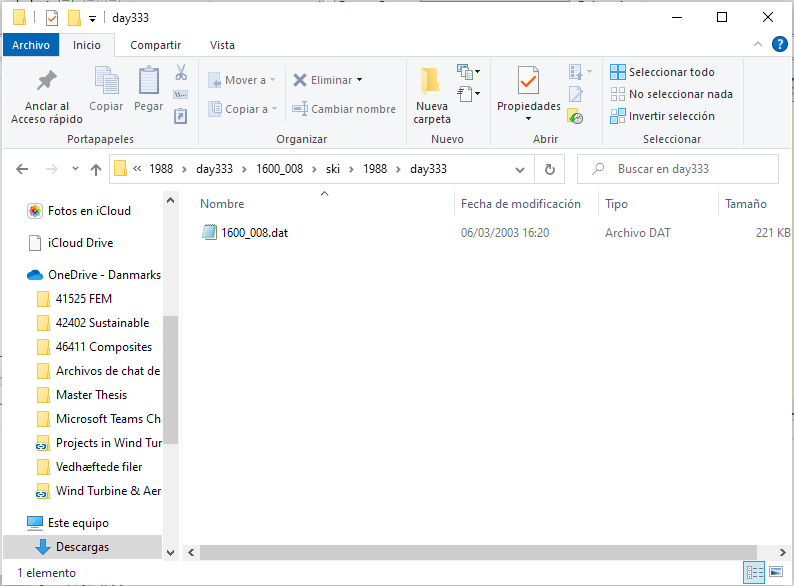 day333
Archivo Inicio Compartir Vista
Anclar al
Acceso rápido
Copiar
Pegar
Portapapeles
Mover a
Copiar a
Eliminar
Cambiar nombre
Organizar
Nueva
carpeta
Nuevo
Propiedades
Abrir
Seleccionar todo
No seleccionar nada
Invertir selección
Seleccionar
« 1988 › day333 › 1600_008 › ski › 1988 › day333
Buscar en day333
Fotos en iCloud
iCloud Drive
OneDrive - Danmarks
41525 FEM
42402 Sustainable
46411 Composites
Archivos de chat de
Master Thesis
Microsoft Teams Ch
Projects in Wind Tur
Vedhæftede filer
Wind Turbine & Aer
Este equipo
Descargas
Nombre Fecha de modificación Tipo Tamaño
1600_008.dat 06/03/2003 16:20 Archivo DAT 221 KB
1 elemento